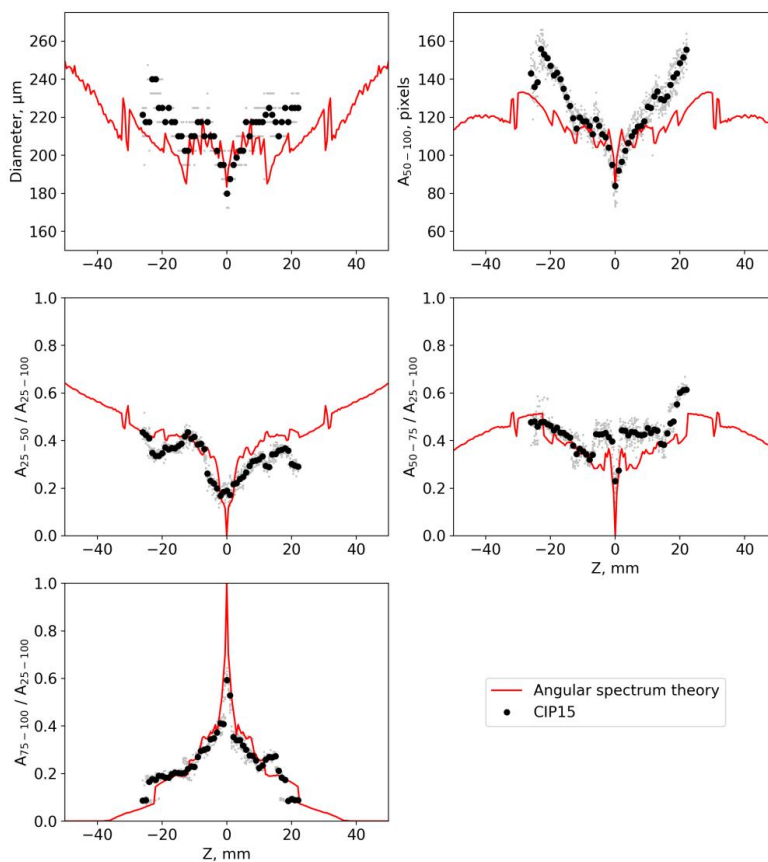 260
240
220
200
180
160
Diameter, μm
−40 −20 0 20 40
160
140
120
100
80
60
A50−100, pixels
−40 −20 0 20 40
1.0
0.8
0.6
0.4
0.2
0.0
A25−50 / A25−100
−40 −20 0 20 40
1.0
0.8
0.6
0.4
0.2
0.0
A50−75 / A25−100
−40 −20 0 20 40
Z, mm
1.0
0.8
0.6
0.4
0.2
0.0
A75−100 / A25−100
−40 −20 0 20 40
Z, mm
Angular spectrum theory
CIP15